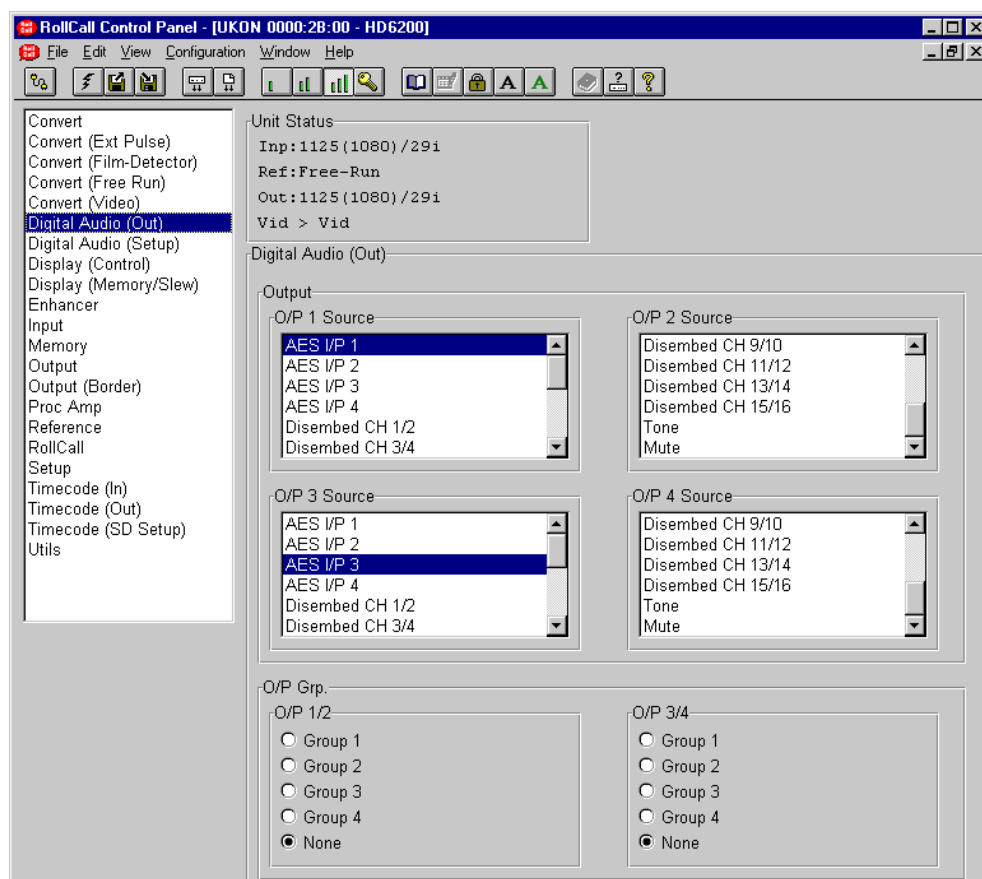 RollCall Control Panel - [UKON 0000:2B:00 - HD6200]
File Edit View Configuration Window Help
Convert
Convert (Ext Pulse)
Convert (Film-Detector)
Convert (Free Run)
Convert (Video)
Digital Audio (Out)
Digital Audio (Setup)
Display (Control)
Display (Memory/Slew)
Enhancer
Input
Memory
Output
Output (Border)
Proc Amp
Reference
RollCall
Setup
Timecode (In)
Timecode (Out)
Timecode (SD Setup)
Utils
Unit Status
Inp:1125(1080)/29i
Ref:Free-Run
Out:1125(1080)/29i
Vid > Vid
Digital Audio (Out)
Output
O/P 1 Source
AES I/P 1
AES I/P 2
AES I/P 3
AES I/P 4
Disembed CH 1/2
Disembed CH 3/4
O/P 2 Source
Disembed CH 9/10
Disembed CH 11/12
Disembed CH 13/14
Disembed CH 15/16
Tone
Mute
O/P 3 Source
AES I/P 1
AES I/P 2
AES I/P 3
AES I/P 4
Disembed CH 1/2
Disembed CH 3/4
O/P 4 Source
Disembed CH 9/10
Disembed CH 11/12
Disembed CH 13/14
Disembed CH 15/16
Tone
Mute
O/P Grp.
O/P 1/2
Group 1
Group 2
Group 3
Group 4
None
O/P 3/4
Group 1
Group 2
Group 3
Group 4
None